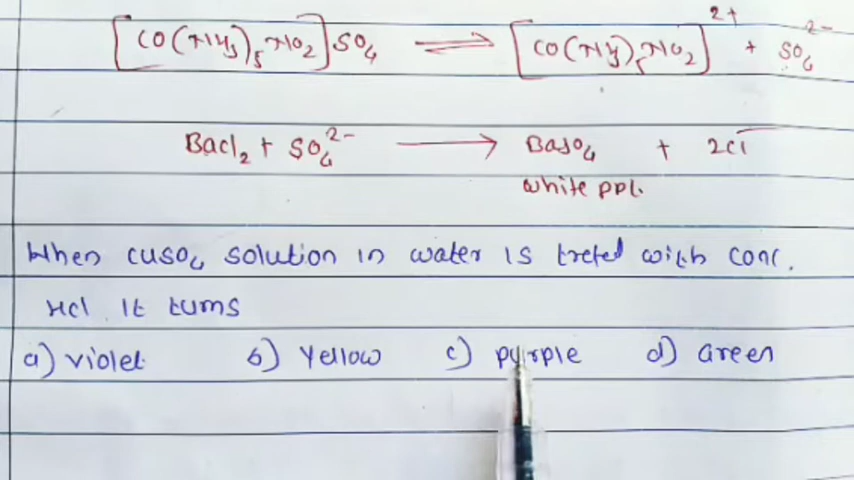 [CO(NH3)5NO2]SO4 ⇌ [CO(NH3)5NO2]2+ + SO4 2-
BaCl2 + SO4 2- → BaSO4 + 2Cl-
white ppt.
When CuSO4 solution in water is treted with conc.
HCl It turns
a) violet b) Yellow c) purple d) Green